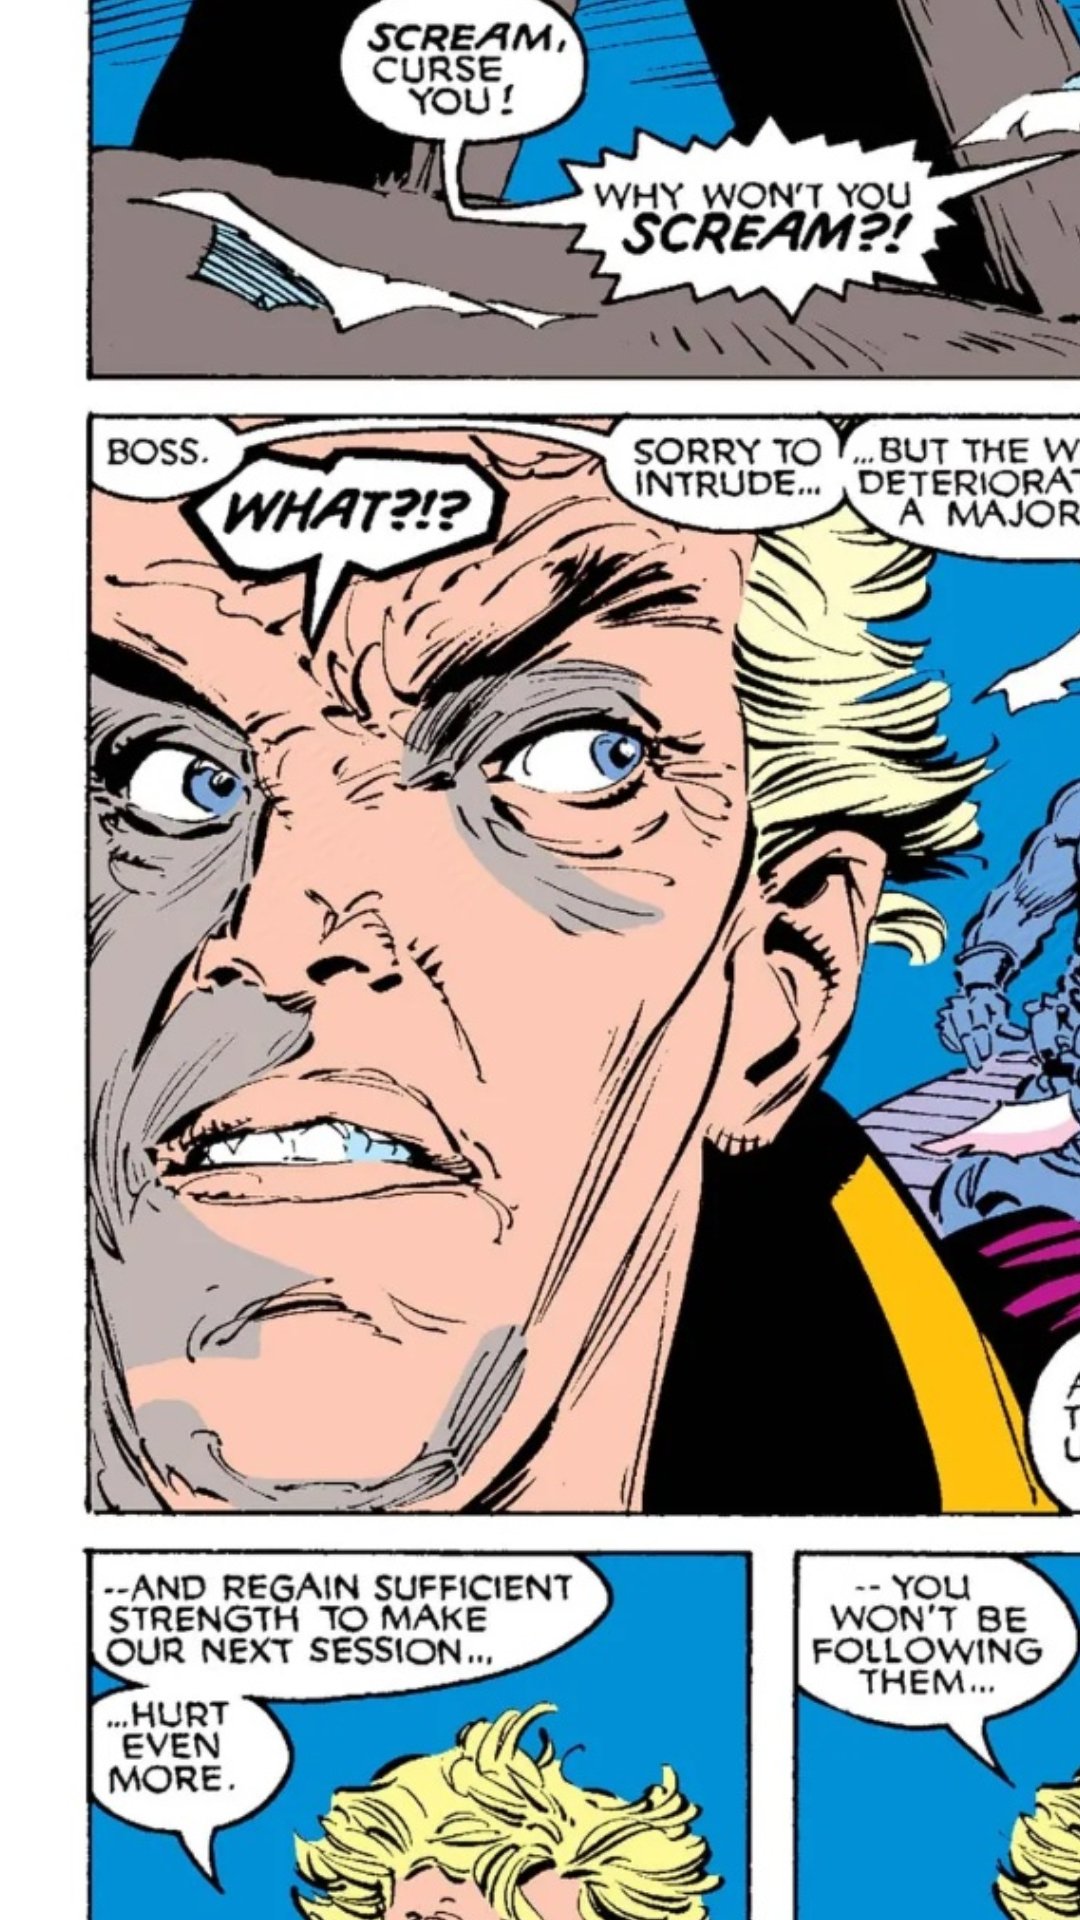 SCREAM,
CURSE
YOU!
WHY WON'T YOU
SCREAM?!
BOSS.
WHAT?!?
SORRY TO
INTRUDE...
...BUT THE
A MAJOR
--AND REGAIN SUFFICIENT
STRENGTH TO MAKE
OUR NEXT SESSION...
...HURT
EVEN
MORE.
-- YOU
WON'T BE
FOLLOWING
THEM...